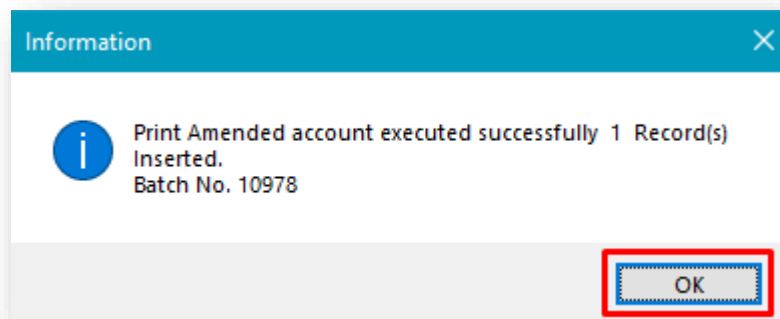 Information
Print Amended account executed successfully 1 Record(s)
Inserted.
Batch No. 10978
OK